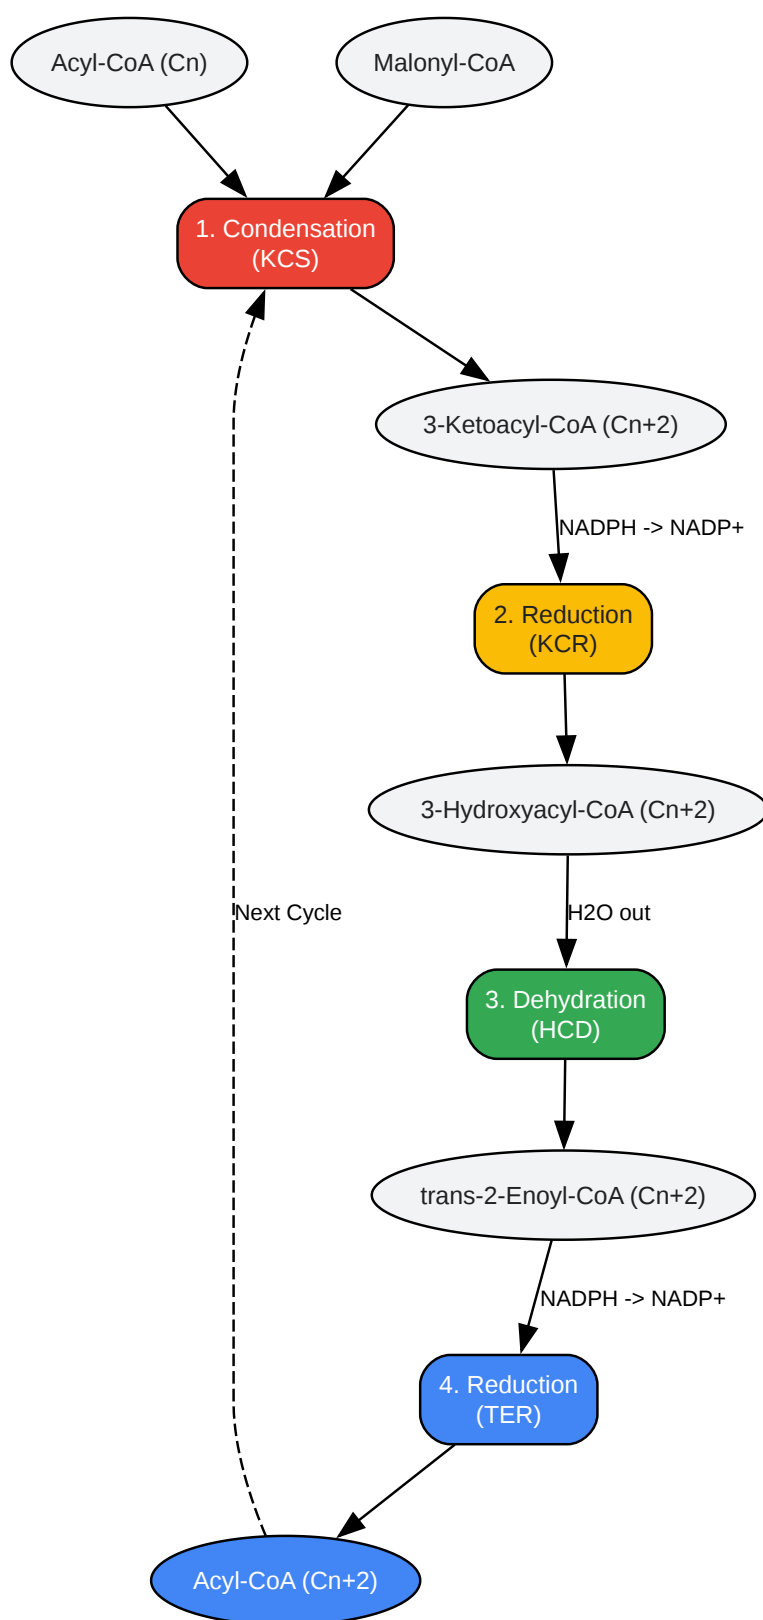 Acyl-CoA (Cn)
Malonyl-CoA
1. Condensation
(KCS)
3-Ketoacyl-CoA (Cn+2)
NADPH -> NADP+
2. Reduction
(KCR)
3-Hydroxyacyl-CoA (Cn+2)
Next Cycle
H2O out
3. Dehydration
(HCD)
trans-2-Enoyl-CoA (Cn+2)
NADPH -> NADP+
4. Reduction
(TER)
Acyl-CoA (Cn+2)